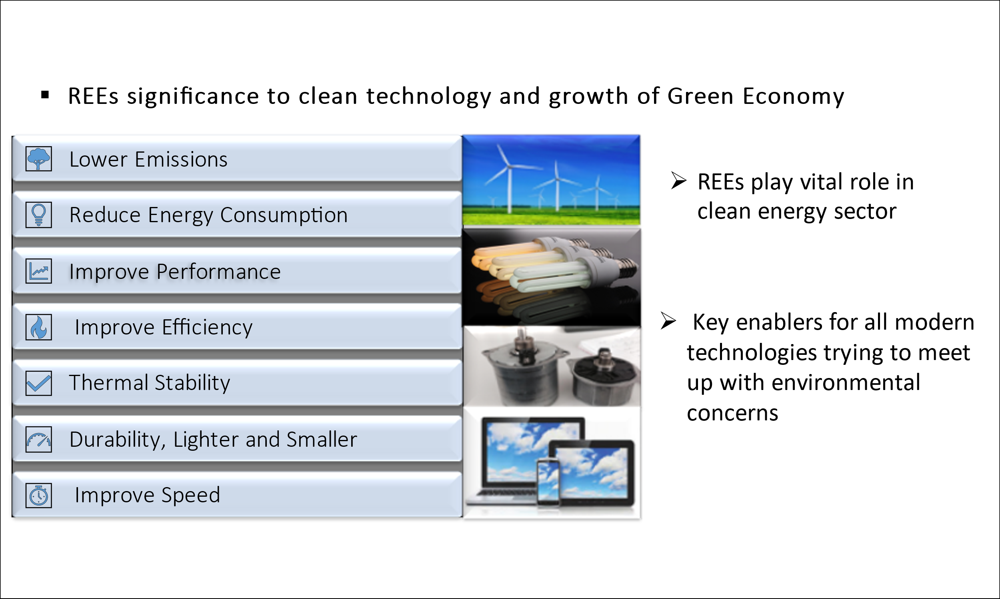 ▪ REEs significance to clean technology and growth of Green Economy
Lower Emissions
Reduce Energy Consumption
Improve Performance
Improve Efficiency
Thermal Stability
Durability, Lighter and Smaller
Improve Speed
➢ REEs play vital role in
clean energy sector
➢ Key enablers for all modern
technologies trying to meet
up with environmental
concerns